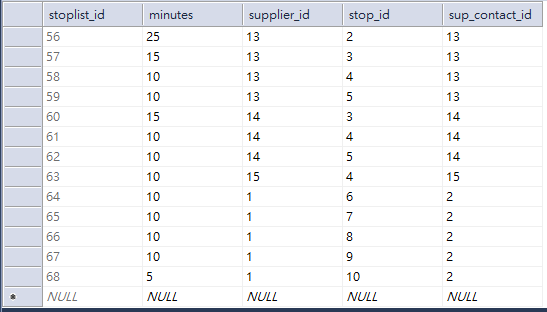 stoplist_id minutes supplier_id stop_id sup_contact_id
56 25 13 2 13
57 15 13 3 13
58 10 13 4 13
59 10 13 5 13
60 15 14 3 14
61 10 14 4 14
62 10 14 5 14
63 10 15 4 15
64 10 1 6 2
65 10 1 7 2
66 10 1 8 2
67 10 1 9 2
68 5 1 10 2
NULL NULL NULL NULL NULL